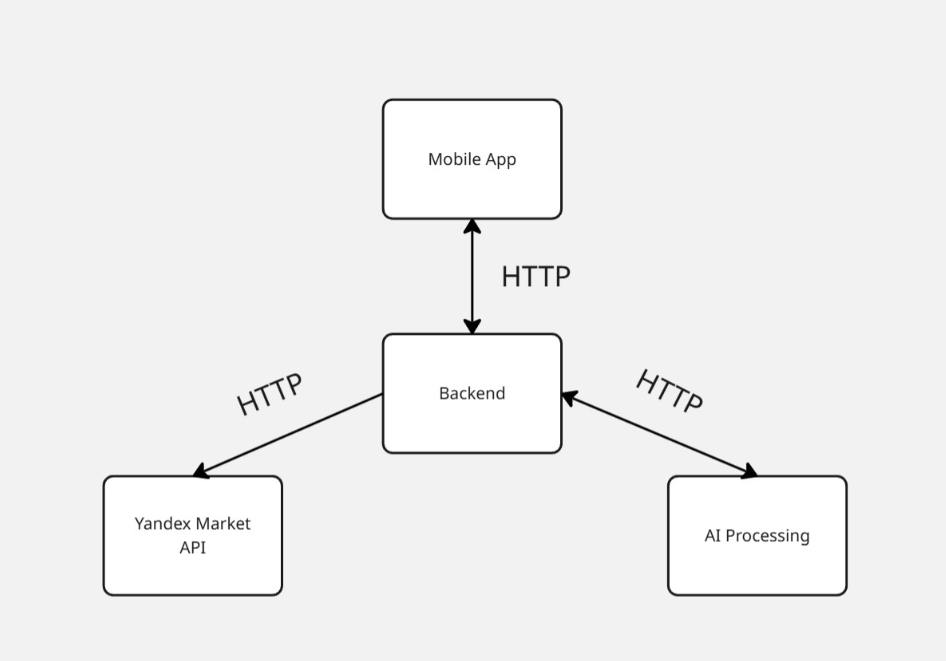 Mobile App
HTTP
Backend
HTTP
HTTP
Yandex Market
API
AI Processing